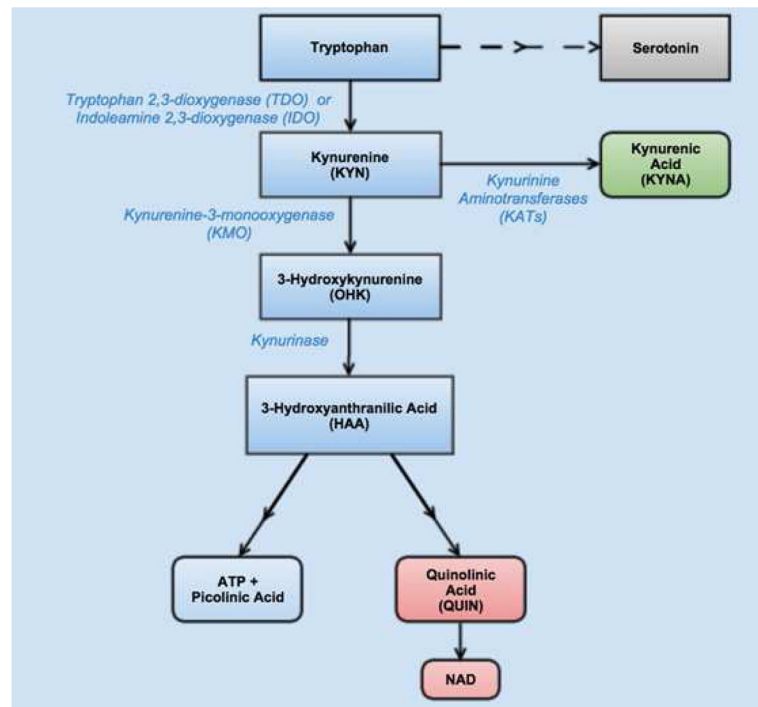 Tryptophan
Serotonin
Tryptophan 2,3-dioxygenase (TDO) or
Indoleamine 2,3-dioxygenase (IDO)
Kynurenine
(KYN)
Kynurenic
Acid
(KYNA)
Kynurinine
Aminotransferases
(KATs)
Kynurenine-3-monooxygenase
(KMO)
3-Hydroxykynurenine
(OHK)
Kynurinase
3-Hydroxyanthranilic Acid
(HAA)
ATP +
Picolinic Acid
Quinolinic
Acid
(QUIN)
NAD